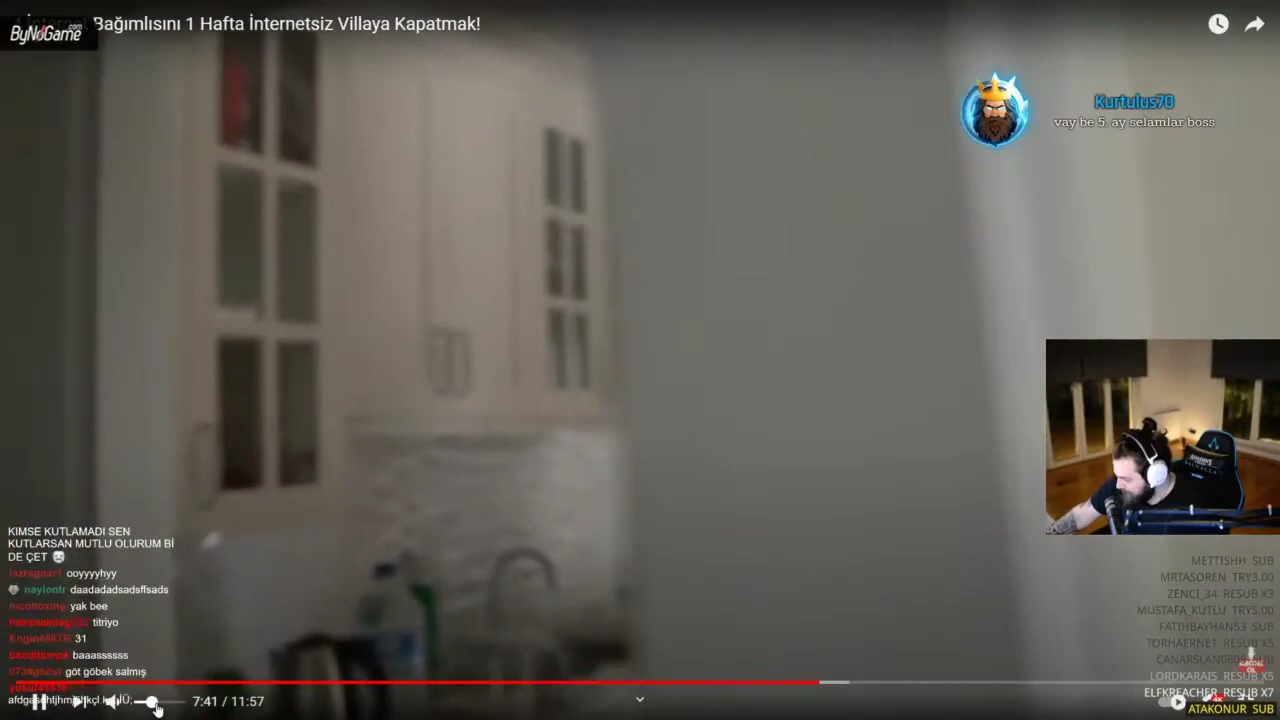 Bağımlısını 1 Hafta İnternetsiz Villaya Kapatmak!
ByNoGame.com
Kurtulus70
vay be 5. ay selamlar boss
KIMSE KUTLAMADI SEN
KUTLARSAN MUTLU OLURUM Bİ
DE ÇET
ooyyyyhyy
nayiontr daadadadsadsffsads
yak bee
titriyo
31
baaasssss
göt göbek salmış
7:41 / 11:57
METTISHH SUB
MRTASOREN TRY3.00
ZENCI_34 RESUB X3
MUSTAFA_KUTLU TRY5.00
FATIHBAYHAN53 SUB
TORHAERNE1 RESUB X5
SUB
LORDKARAIS RESUB X5
ELFKREACHER RESUB X7
ATAKONUR SUB